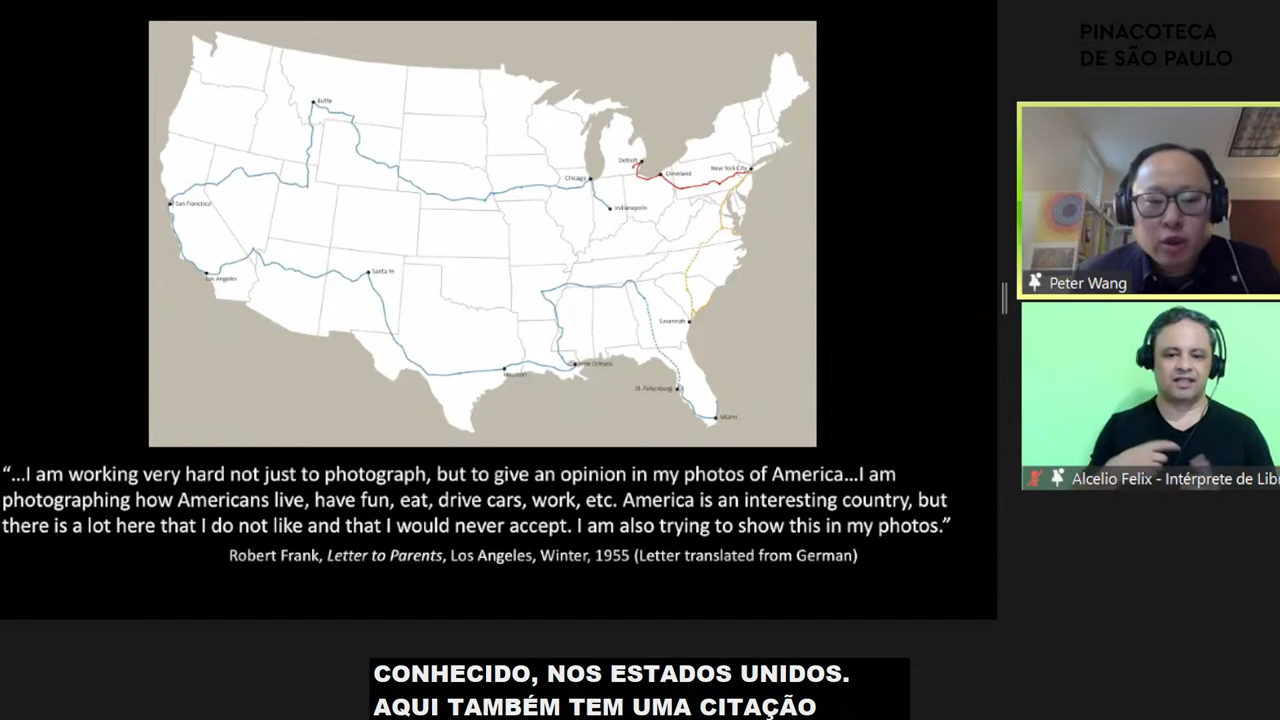 PINACOTECA
DE SÃO PAULO
Butte
Detroit
Cleveland
New York City
Chicago
Indianapolis
San Francisco
Los Angeles
Santa Fe
Savannah
Houston
New Orleans
St. Petersburg
Miami
Peter Wang
Alcelio Felix - Intérprete de Libr
“…I am working very hard not just to photograph, but to give an opinion in my photos of America…I am
photographing how Americans live, have fun, eat, drive cars, work, etc. America is an interesting country, but
there is a lot here that I do not like and that I would never accept. I am also trying to show this in my photos.”
Robert Frank, Letter to Parents, Los Angeles, Winter, 1955 (Letter translated from German)
CONHECIDO, NOS ESTADOS UNIDOS.
AQUI TAMBÉM TEM UMA CITAÇÃO